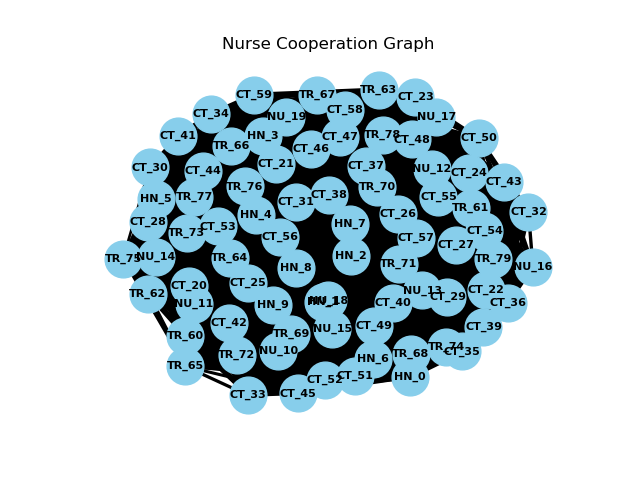 Nurse Cooperation Graph
CT_59
TR_67
TR_63
CT_23
CT_34
NU_19
CT_58
NU_17
CT_41
TR_66
HN_3
CT_46
CT_47
TR_78
CT_48
CT_50
CT_30
CT_44
CT_21
CT_37
NU_12
CT_24
CT_43
HN_5
TR_77
TR_76
CT_31
CT_38
TR_70
CT_55
TR_61
CT_32
CT_28
TR_73
CT_53
HN_4
CT_56
HN_7
CT_26
CT_57
CT_27
CT_54
TR_75
NU_14
TR_64
HN_8
HN_2
TR_71
TR_79
NU_16
TR_62
CT_20
NU_11
CT_25
HN_9
NU_18
CT_40
NU_13
CT_29
CT_22
CT_36
TR_60
CT_42
TR_69
NU_15
CT_49
CT_39
TR_65
TR_72
NU_10
HN_6
TR_68
TR_74
CT_35
CT_33
CT_45
CT_52
CT_51
HN_0